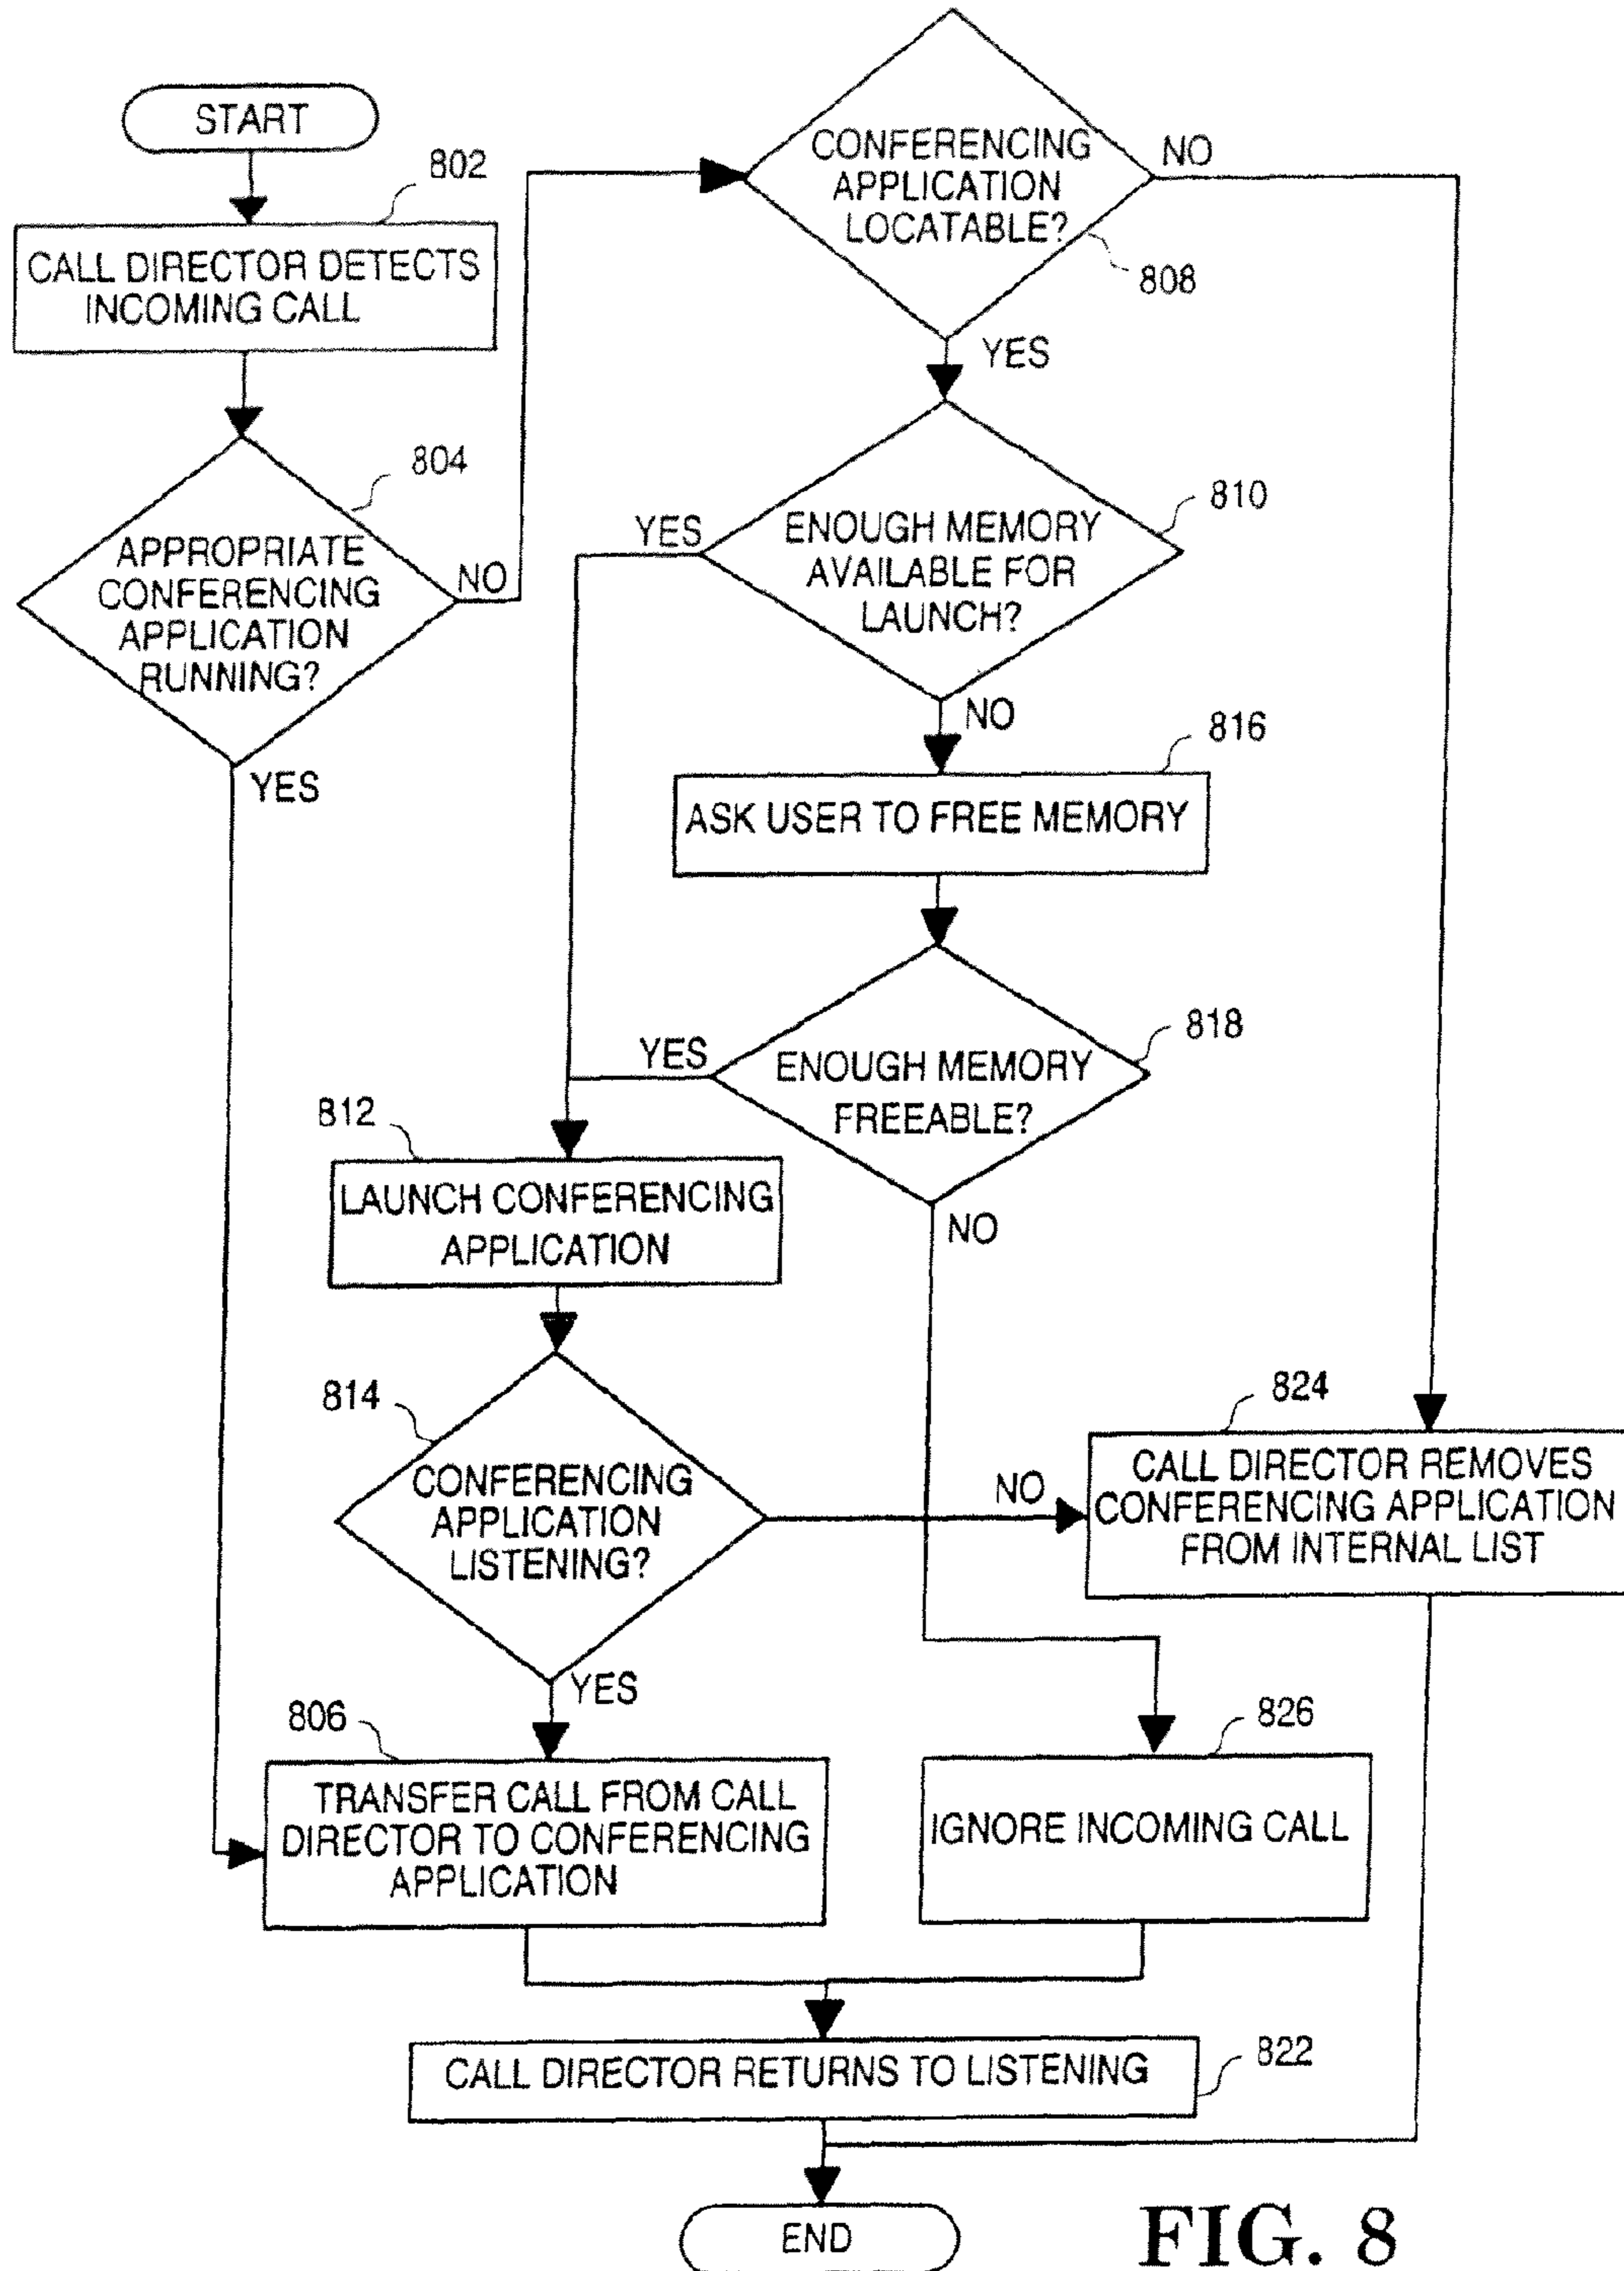 START
802
CALL DIRECTOR DETECTS
INCOMING CALL
804
APPROPRIATE
CONFERENCING
APPLICATION
RUNNING?
NO
YES
CONFERENCING
APPLICATION
LOCATABLE?
NO
808
YES
810
ENOUGH MEMORY
AVAILABLE FOR
LAUNCH?
YES
NO
816
ASK USER TO FREE MEMORY
818
ENOUGH MEMORY
FREEABLE?
YES
NO
812
LAUNCH CONFERENCING
APPLICATION
814
CONFERENCING
APPLICATION
LISTENING?
NO
YES
824
CALL DIRECTOR REMOVES
CONFERENCING APPLICATION
FROM INTERNAL LIST
806
TRANSFER CALL FROM CALL
DIRECTOR TO CONFERENCING
APPLICATION
826
IGNORE INCOMING CALL
CALL DIRECTOR RETURNS TO LISTENING
822
END
FIG. 8